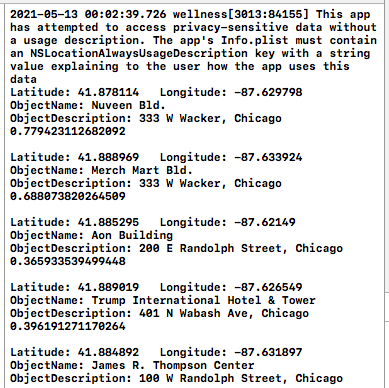 2021-05-13 00:02:39.726 wellness[3013:84155] This app
has attempted to access privacy-sensitive data without
a usage description. The app's Info.plist must contain
an NSLocationAlwaysUsageDescription key with a string
value explaining to the user how the app uses this
data
Latitude: 41.878114   Longitude: -87.629798
ObjectName: Nuveen Bld.
ObjectDescription: 333 W Wacker, Chicago
0.779423112682092
Latitude: 41.888969   Longitude: -87.633924
ObjectName: Merch Mart Bld.
ObjectDescription: 333 W Wacker, Chicago
0.688073820264509
Latitude: 41.885295   Longitude: -87.62149
ObjectName: Aon Building
ObjectDescription: 200 E Randolph Street, Chicago
0.365933539499448
Latitude: 41.889019   Longitude: -87.626549
ObjectName: Trump International Hotel & Tower
ObjectDescription: 401 N Wabash Ave, Chicago
0.396191271170264
Latitude: 41.884892   Longitude: -87.631897
ObjectName: James R. Thompson Center
ObjectDescription: 100 W Randolph Street, Chicago